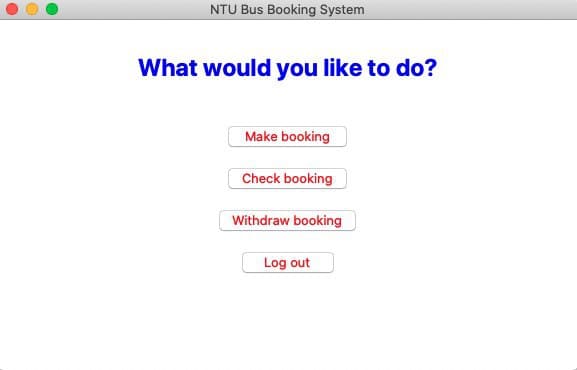 NTU Bus Booking System
What would you like to do?
Make booking
Check booking
Withdraw booking
Log out